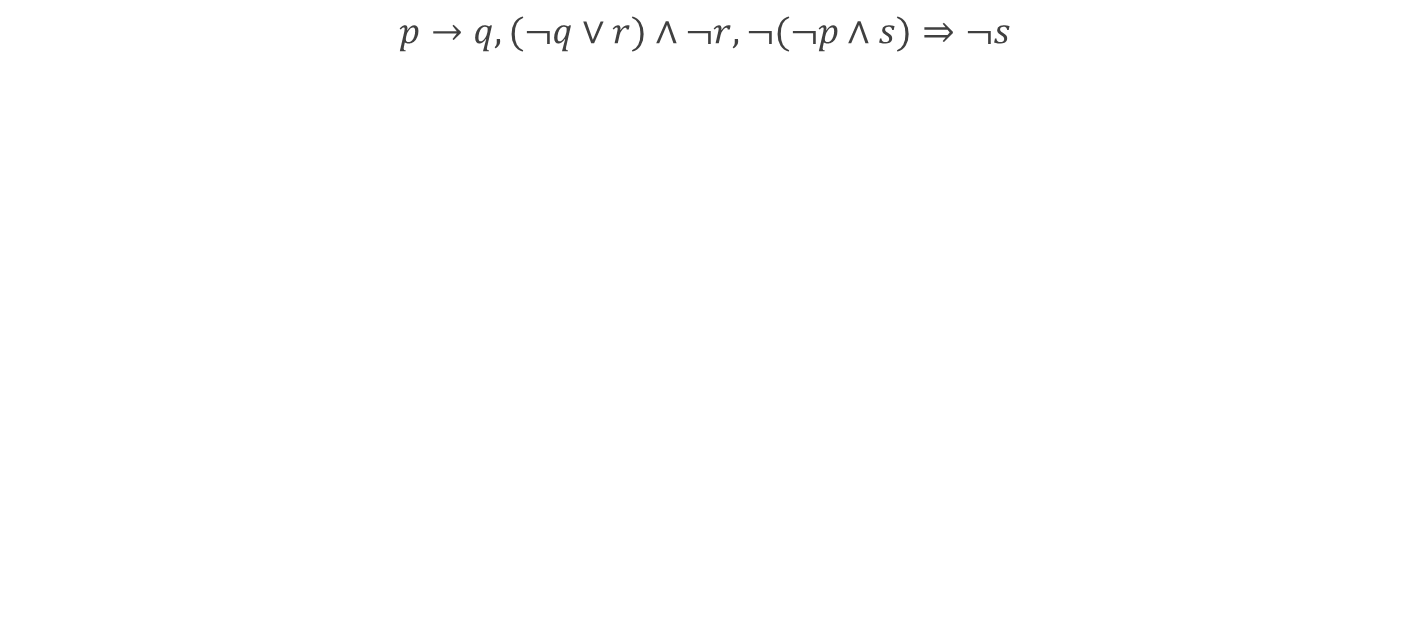 p → q, (¬q ∨ r) ∧ ¬r, ¬(¬p ∧ s) ⇒ ¬s